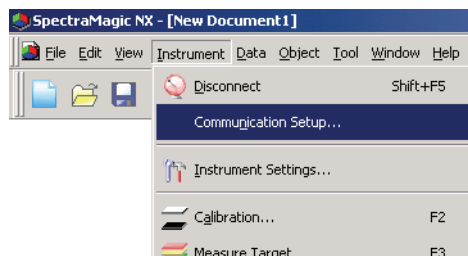 SpectraMagic NX - [New Document1]
File Edit View Instrument Data Object Tool Window Help
Disconnect Shift+F5
Communication Setup...
Instrument Settings...
Calibration... F2
Measure Target F3